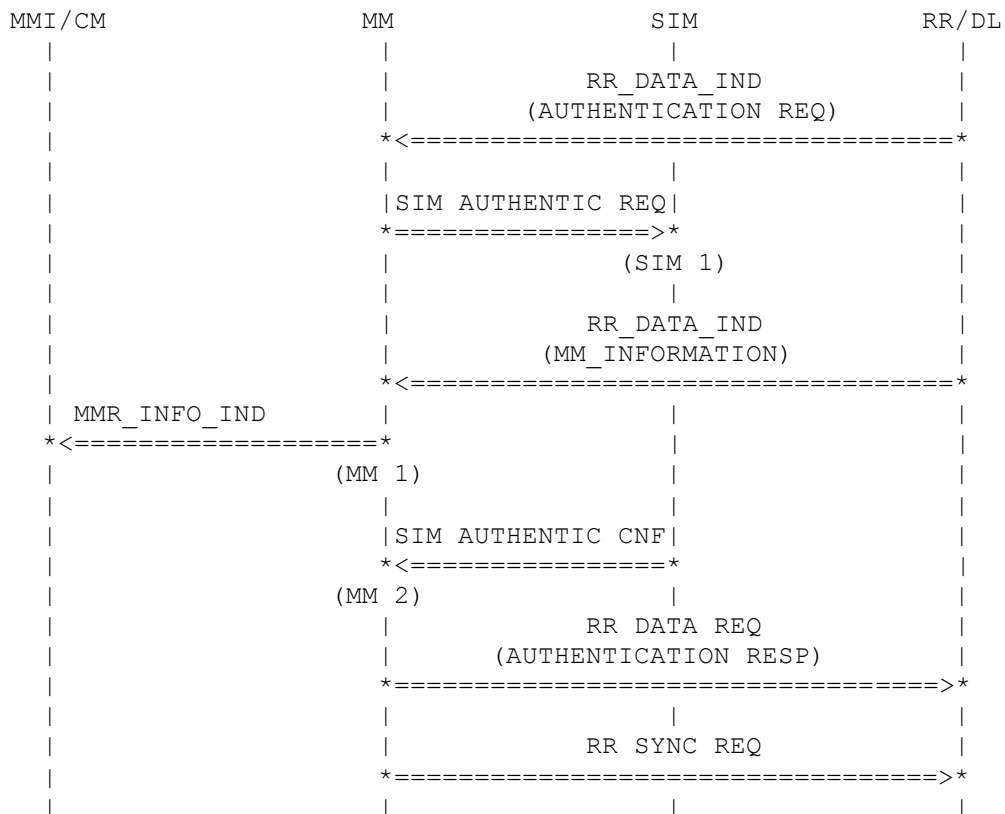 MMI/CM MM SIM RR/DL
RR_DATA_IND
(AUTHENTICATION REQ)
*<==================================*
|SIM AUTHENTIC REQ|
*================>*
(SIM 1)
RR_DATA_IND
(MM_INFORMATION)
*<==================================*
MMR_INFO_IND
*<===================*
(MM 1)
|SIM AUTHENTIC CNF|
*<================*
(MM 2)
RR DATA REQ
(AUTHENTICATION RESP)
*==================================>*
RR SYNC REQ
*==================================>*